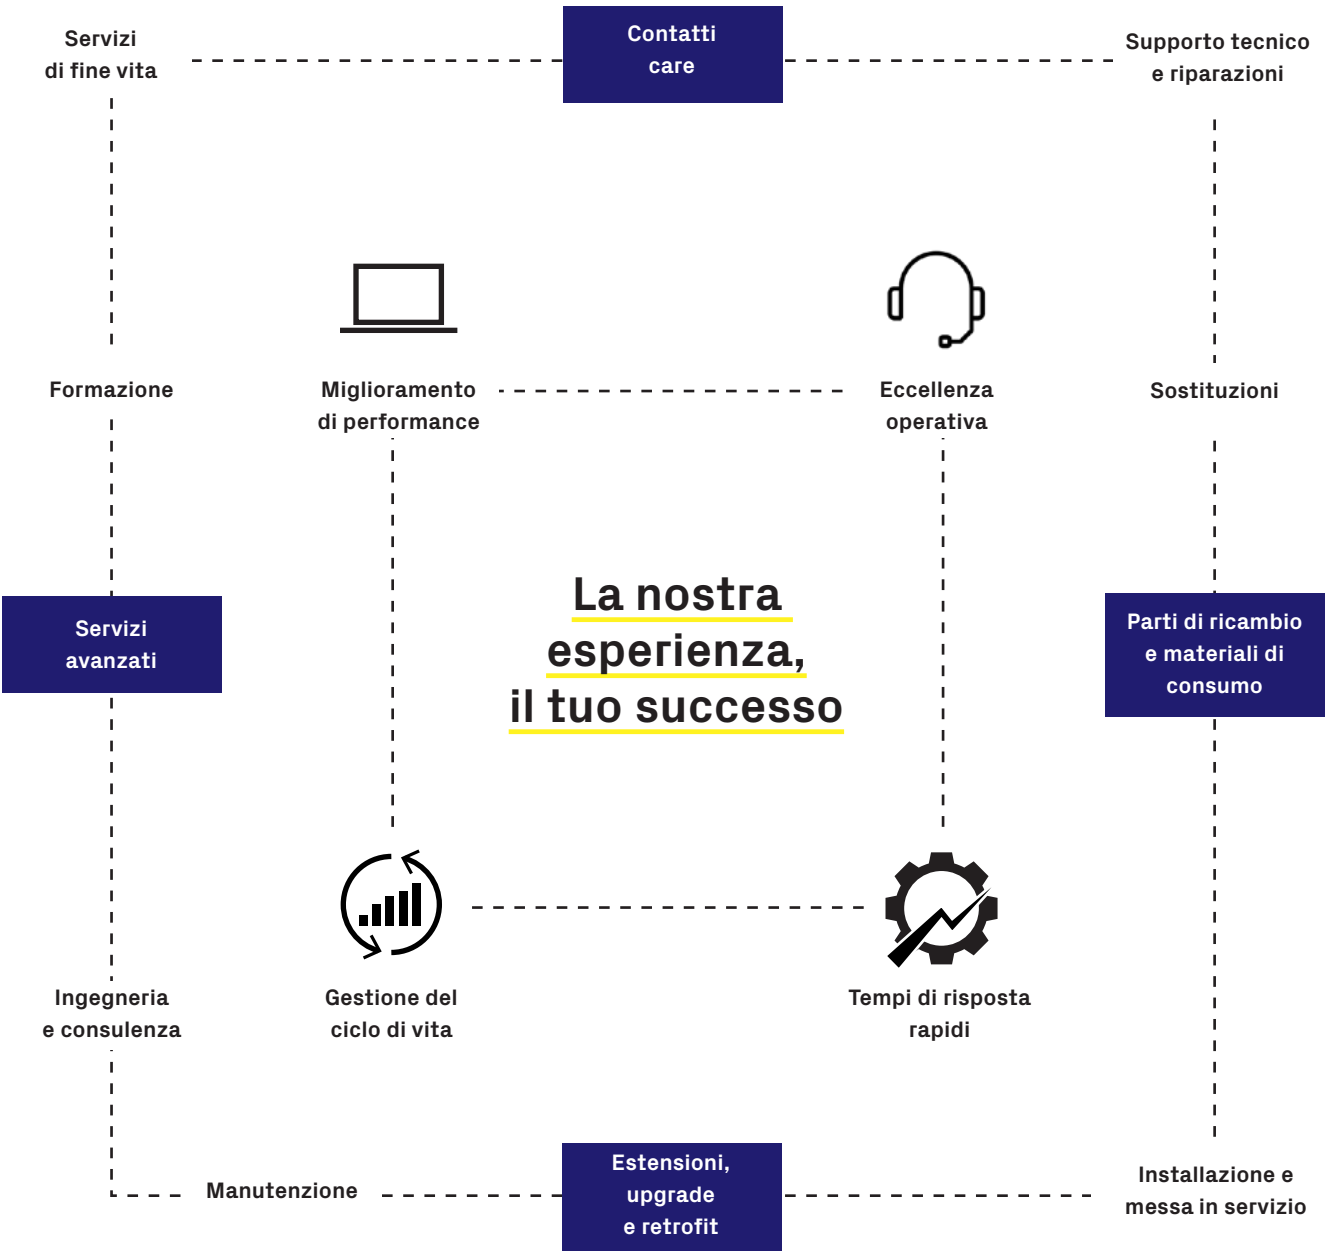 Servizi
di fine vita
Contatti
care
Supporto tecnico
e riparazioni
Formazione
Miglioramento
di performance
Eccellenza
operativa
Sostituzioni
La nostra
esperienza,
il tuo successo
Servizi
avanzati
Parti di ricambio
e materiali di
consumo
Ingegneria
e consulenza
Gestione del
ciclo di vita
Tempi di risposta
rapidi
Manutenzione
Estensioni,
upgrade
e retrofit
Installazione e
messa in servizio